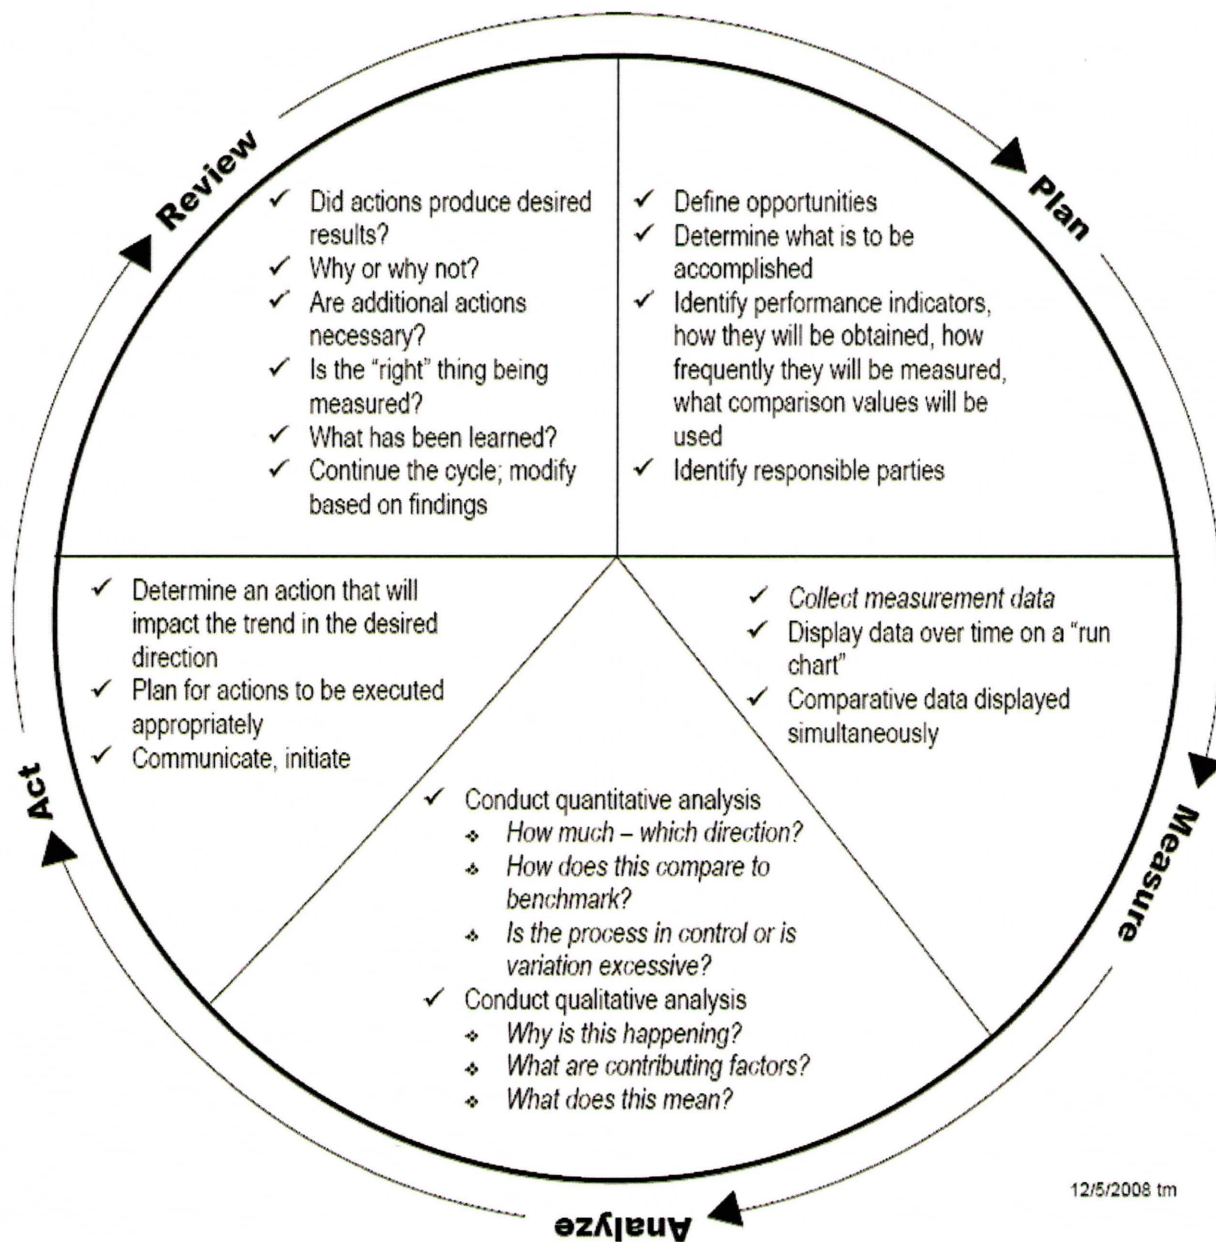 Review
✓ Did actions produce desired
results?
✓ Why or why not?
✓ Are additional actions
necessary?
✓ Is the “right” thing being
measured?
✓ What has been learned?
✓ Continue the cycle; modify
based on findings
Plan
✓ Define opportunities
✓ Determine what is to be
accomplished
✓ Identify performance indicators,
how they will be obtained, how
frequently they will be measured,
what comparison values will be
used
✓ Identify responsible parties
✓ Collect measurement data
✓ Display data over time on a “run
chart”
✓ Comparative data displayed
simultaneously
Measure
✓ Conduct quantitative analysis
❖ How much – which direction?
❖ How does this compare to
benchmark?
❖ Is the process in control or is
variation excessive?
✓ Conduct qualitative analysis
❖ Why is this happening?
❖ What are contributing factors?
❖ What does this mean?
Analyze
✓ Determine an action that will
impact the trend in the desired
direction
✓ Plan for actions to be executed
appropriately
✓ Communicate, initiate
Act
12/5/2008 tm